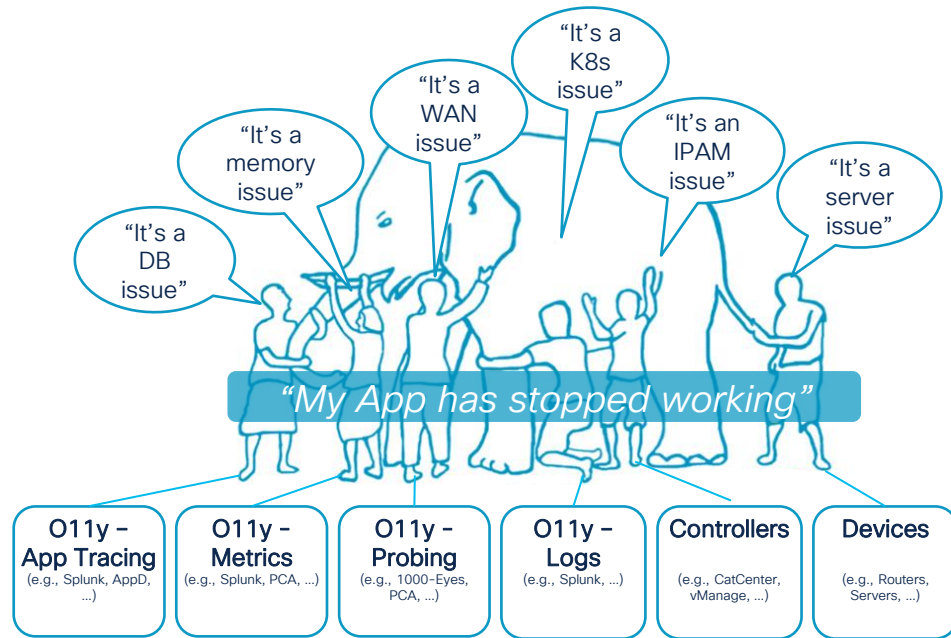 “It’s a
DB
issue”
“It’s a
memory
issue”
“It’s a
WAN
issue”
“It’s a
K8s
issue”
“It’s an
IPAM
issue”
“It’s a
server
issue”
“My App has stopped working”
O11y –
App Tracing
(e.g., Splunk, AppD,
...)
O11y –
Metrics
(e.g., Splunk, PCA, ...)
O11y –
Probing
(e.g., 1000-Eyes,
PCA, ...)
O11y –
Logs
(e.g., Splunk, ...)
Controllers
(e.g., CatCenter,
vManage, ...)
Devices
(e.g., Routers,
Servers, ...)